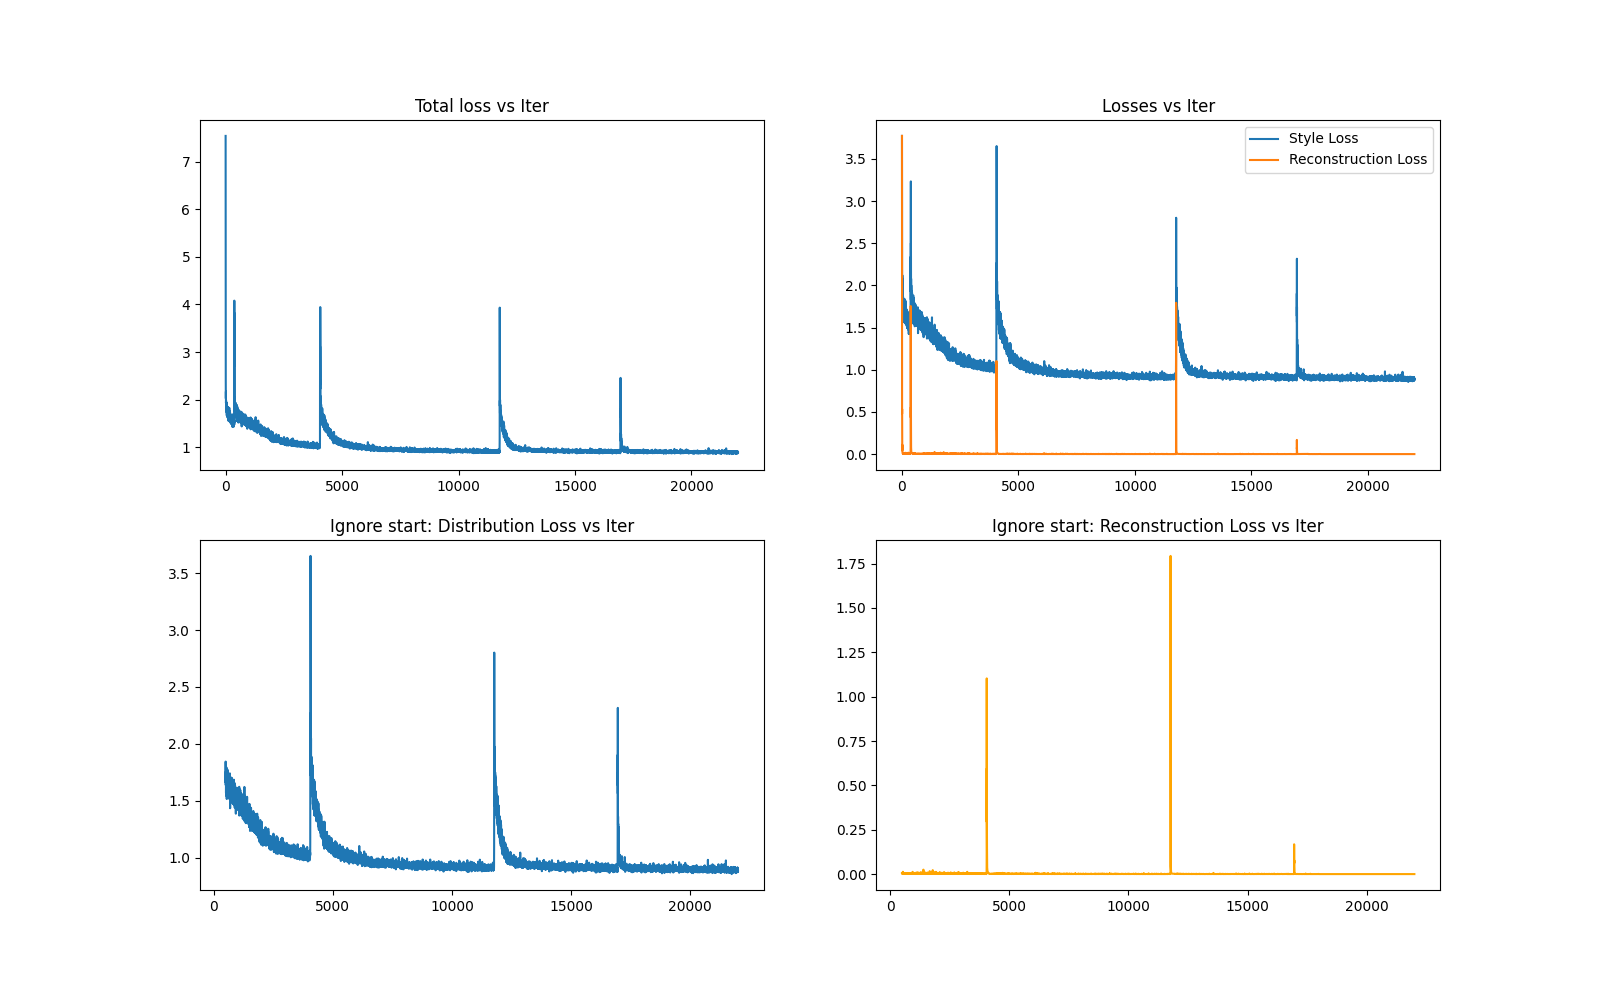 Total loss vs Iter
7
6
5
4
3
2
1
0 5000 10000 15000 20000
Losses vs Iter
Style Loss
Reconstruction Loss
3.5
3.0
2.5
2.0
1.5
1.0
0.5
0.0
0 5000 10000 15000 20000
Ignore start: Distribution Loss vs Iter
3.5
3.0
2.5
2.0
1.5
1.0
0 5000 10000 15000 20000
Ignore start: Reconstruction Loss vs Iter
1.75
1.50
1.25
1.00
0.75
0.50
0.25
0.00
0 5000 10000 15000 20000